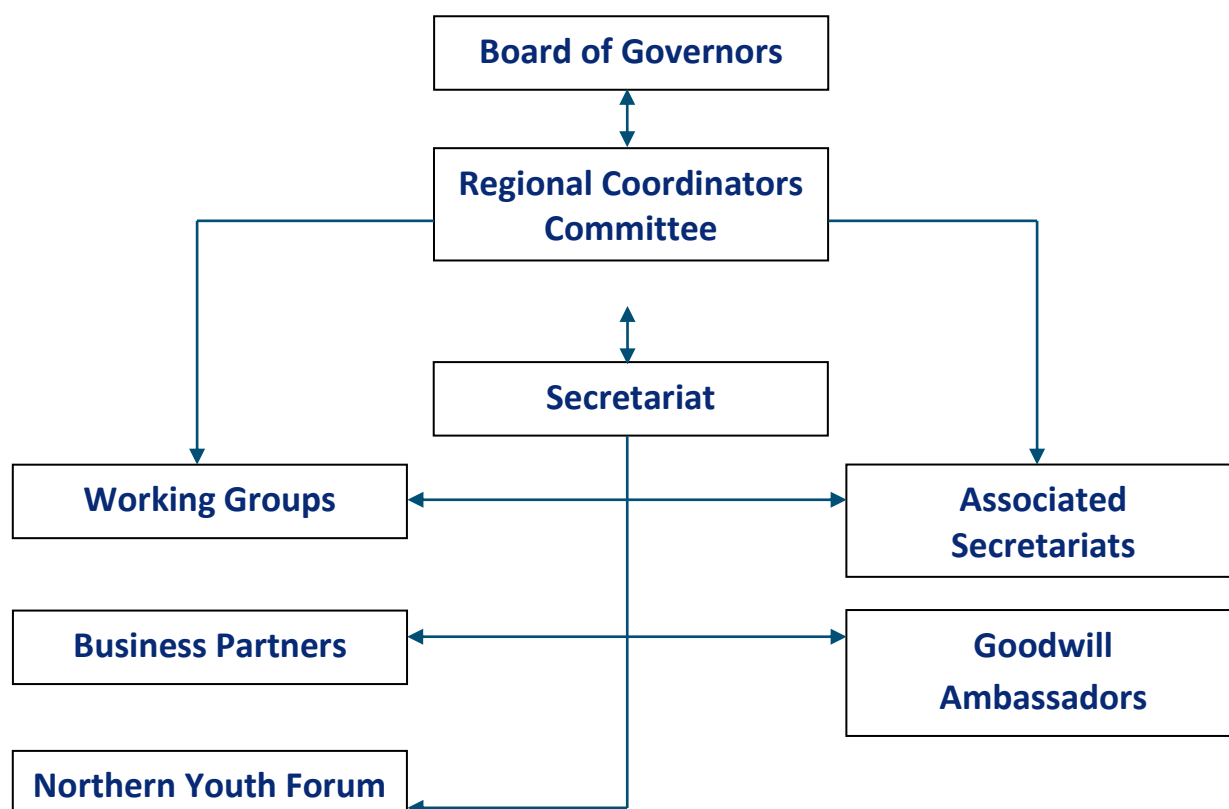 Board of Governors
Regional Coordinators
Committee
Secretariat
Working Groups
Associated
Secretariats
Business Partners
Goodwill
Ambassadors
Northern Youth Forum